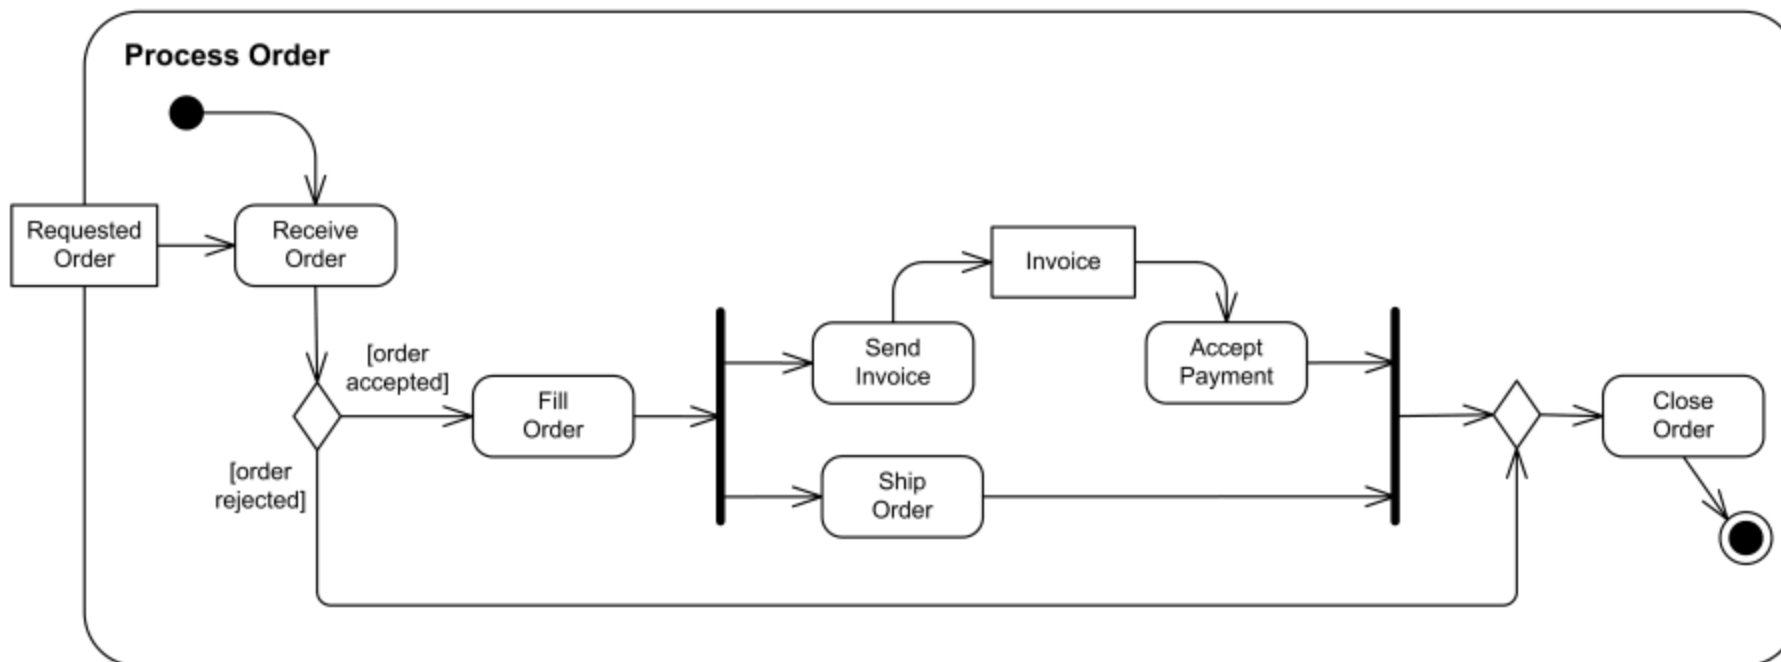 Process Order
Requested
Order
Receive
Order
[order
accepted]
[order
rejected]
Fill
Order
Send
Invoice
Invoice
Accept
Payment
Ship
Order
Close
Order